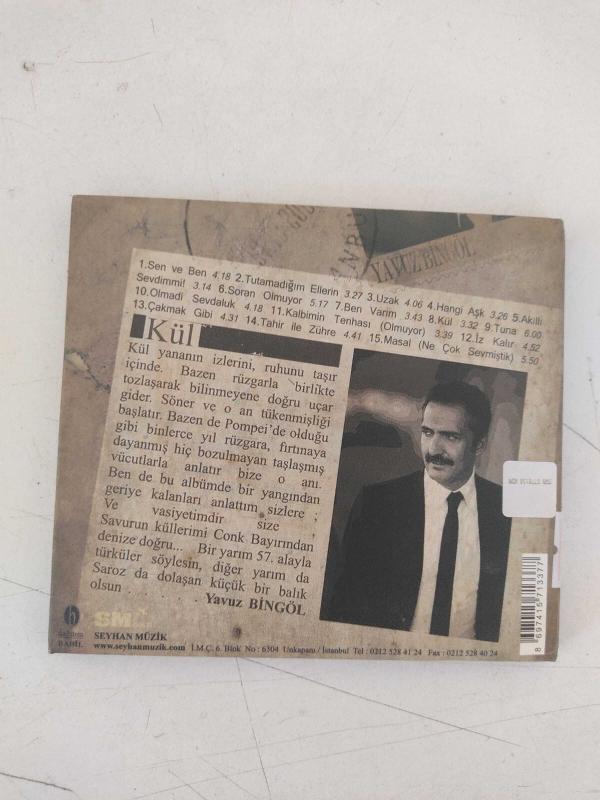 YAVUZ BİNGÖL
1.Sen ve Ben 4.18 2.Tutamadığım Ellerin 3.27 3.Uzak 4.06 4.Hangi Aşk 3.26 5.Akıllı
Sevdimmi! 3.14 6.Soran Olmuyor 5.17 7.Ben Varim 3.43 8.Kül 3.32 9.Tuna 6.00
10.Olmadi Sevdaluk 4.18 11.Kalbimin Tenhası (Olmuyor) 3.39 12.İz Kalır 4.52
13.Çakmak Gibi 4.31 14.Tahir ile Zühre 4.41 15.Masal (Ne Çok Sevmiştik) 5.50
Kül
Kül yananın izlerini, ruhunu taşır
içinde. Bazen rüzgarla birlikte
tozlaşarak bilinmeyene doğru uçar
gider. Söner ve o an tükenmişliği
başlatır. Bazen de Pompei'de olduğu
gibi binlerce yıl rüzgara, fırtınaya
dayanmış hiç bozulmayan taşlaşmış
vücutlarla anlatır bize o anı.
Ben de bu albümde bir yangından
geriye kalanları anlattım sizlere ;
Ve vasiyetimdir size ,
Savurun küllerimi Conk Bayırından
denize doğru... Bir yarım 57. alayla
türküler söylesin, diğer yarım da
Saroz da dolaşan küçük bir balık
olsun . . . . . . . . Yavuz BİNGÖL
b
dağıtım
BABİL
SM
SEYHAN MÜZİK
www.seyhanmuzik.com İ.M.Ç. 6. Blok No : 6304 Unkapanı / İstanbul Tel : 0212 528 41 24 Fax : 0212 528 40 24
8 697415 713377